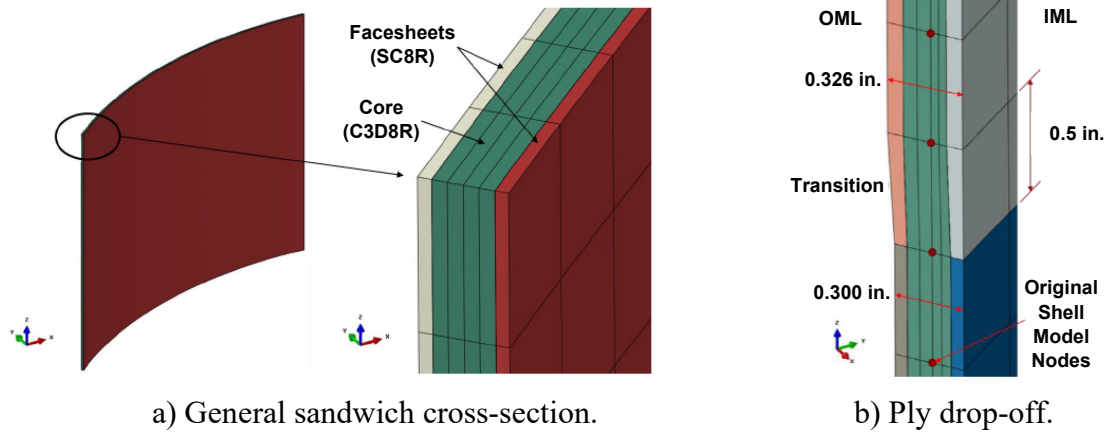 Facesheets
(SC8R)
Core
(C3D8R)
Z
Y
X
Z
Y
X
a) General sandwich cross-section.
OML
IML
0.326 in.
0.5 in.
Transition
0.300 in.
Original
Shell
Model
Nodes
Z
Y
X
b) Ply drop-off.